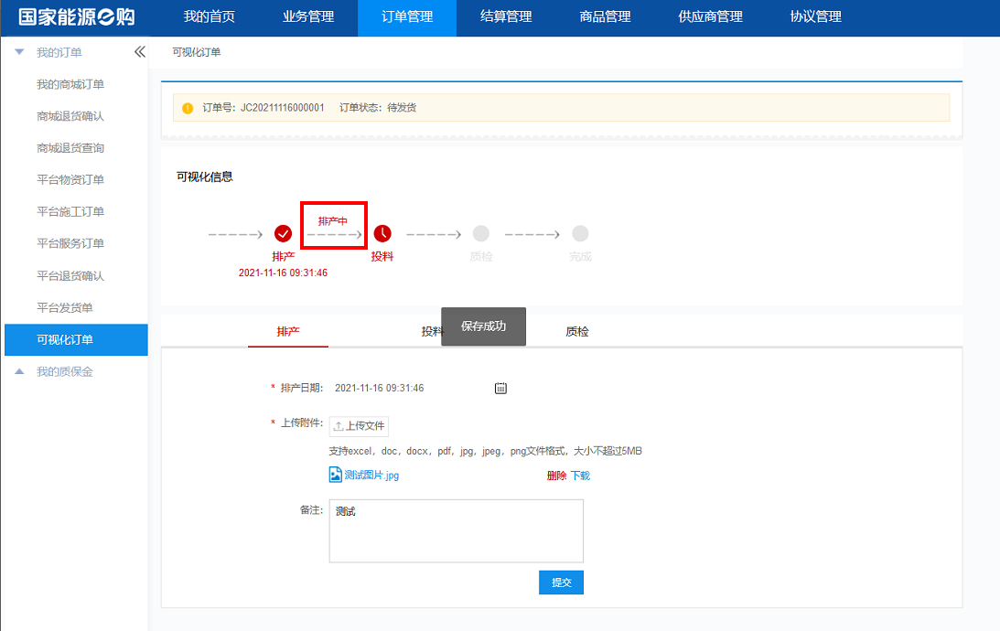 国家能源e购
我的首页 业务管理 订单管理 结算管理 商品管理 供应商管理 协议管理
我的订单
我的商城订单
商城退货确认
商城退货查询
平台物资订单
平台施工订单
平台服务订单
平台退货确认
平台发货单
可视化订单
我的质保金
可视化订单
订单号：JC20211116000001 订单状态：待发货
可视化信息
排产中
排产 投料 质检 完成
2021-11-16 09:31:46
排产 投料 质检
保存成功
* 排产日期： 2021-11-16 09:31:46
* 上传附件： 上传文件
支持excel，doc，docx，pdf，jpg，jpeg，png文件格式，大小不超过5MB
测试图片.jpg 删除 下载
备注： 测试
提交